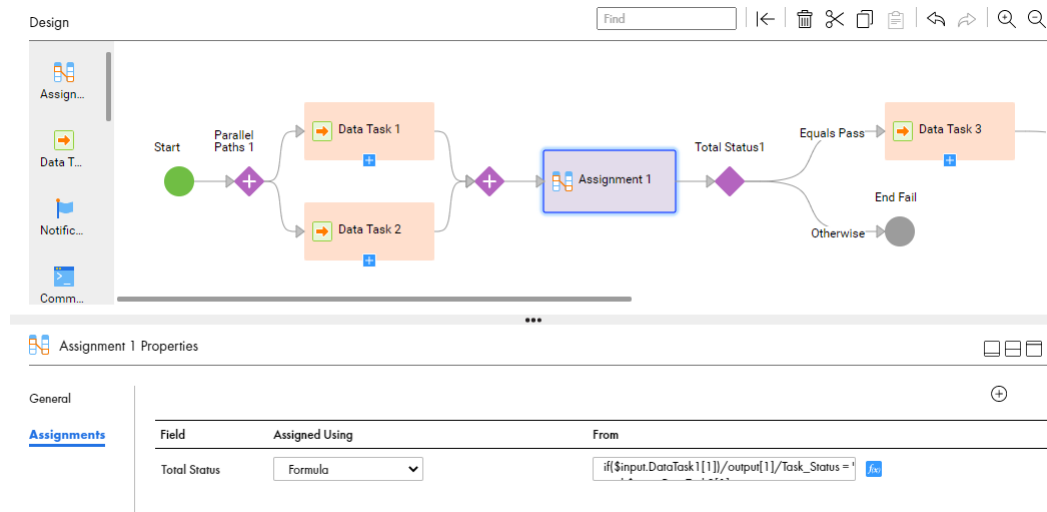 Design
Find
Assign...
Data T...
Notific...
Comm...
Start
Parallel
Paths 1
Data Task 1
Data Task 2
Assignment 1
Total Status1
Equals Pass
Data Task 3
End Fail
Otherwise
Assignment 1 Properties
General
Assignments
Field Assigned Using From
Total Status Formula if($input.DataTask1[1])/output[1]/Task_Status = '
fx